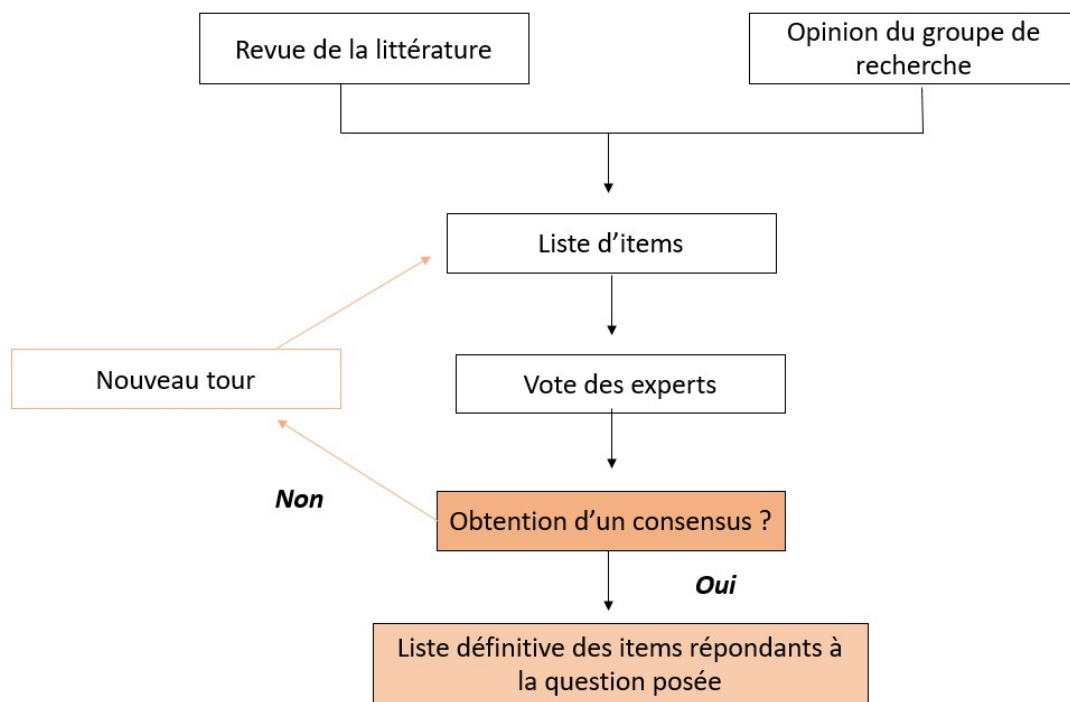 Revue de la littérature
Opinion du groupe de
recherche
Liste d’items
Nouveau tour
Vote des experts
Non
Obtention d’un consensus ?
Oui
Liste définitive des items répondants à
la question posée